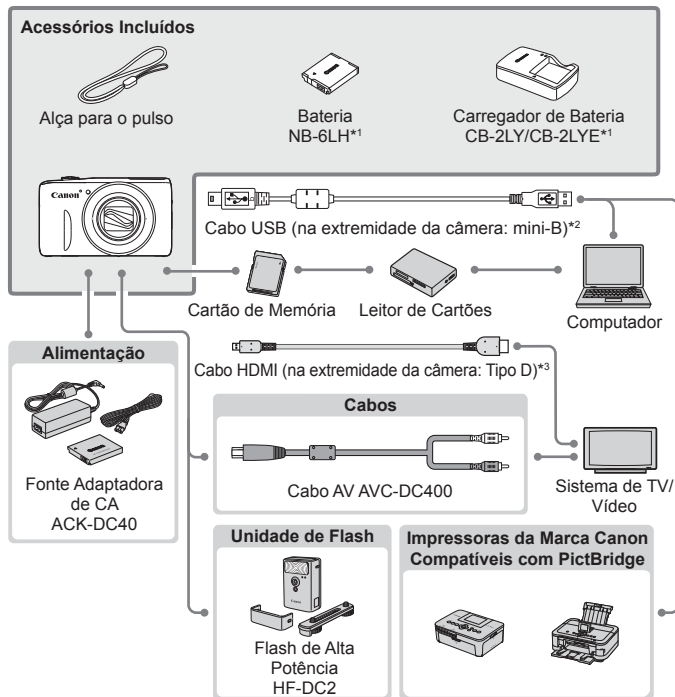 Acessórios Incluídos
Alça para o pulso
Bateria
NB-6LH*1
Carregador de Bateria
CB-2LY/CB-2LYE*1
Canon
Cabo USB (na extremidade da câmera: mini-B)*2
Cartão de Memória
Leitor de Cartões
Computador
Cabo HDMI (na extremidade da câmera: Tipo D)*3
Alimentação
Fonte Adaptadora
de CA
ACK-DC40
Cabos
Cabo AV AVC-DC400
Sistema de TV/
Vídeo
Unidade de Flash
Flash de Alta
Potência
HF-DC2
Impressoras da Marca Canon
Compatíveis com PictBridge